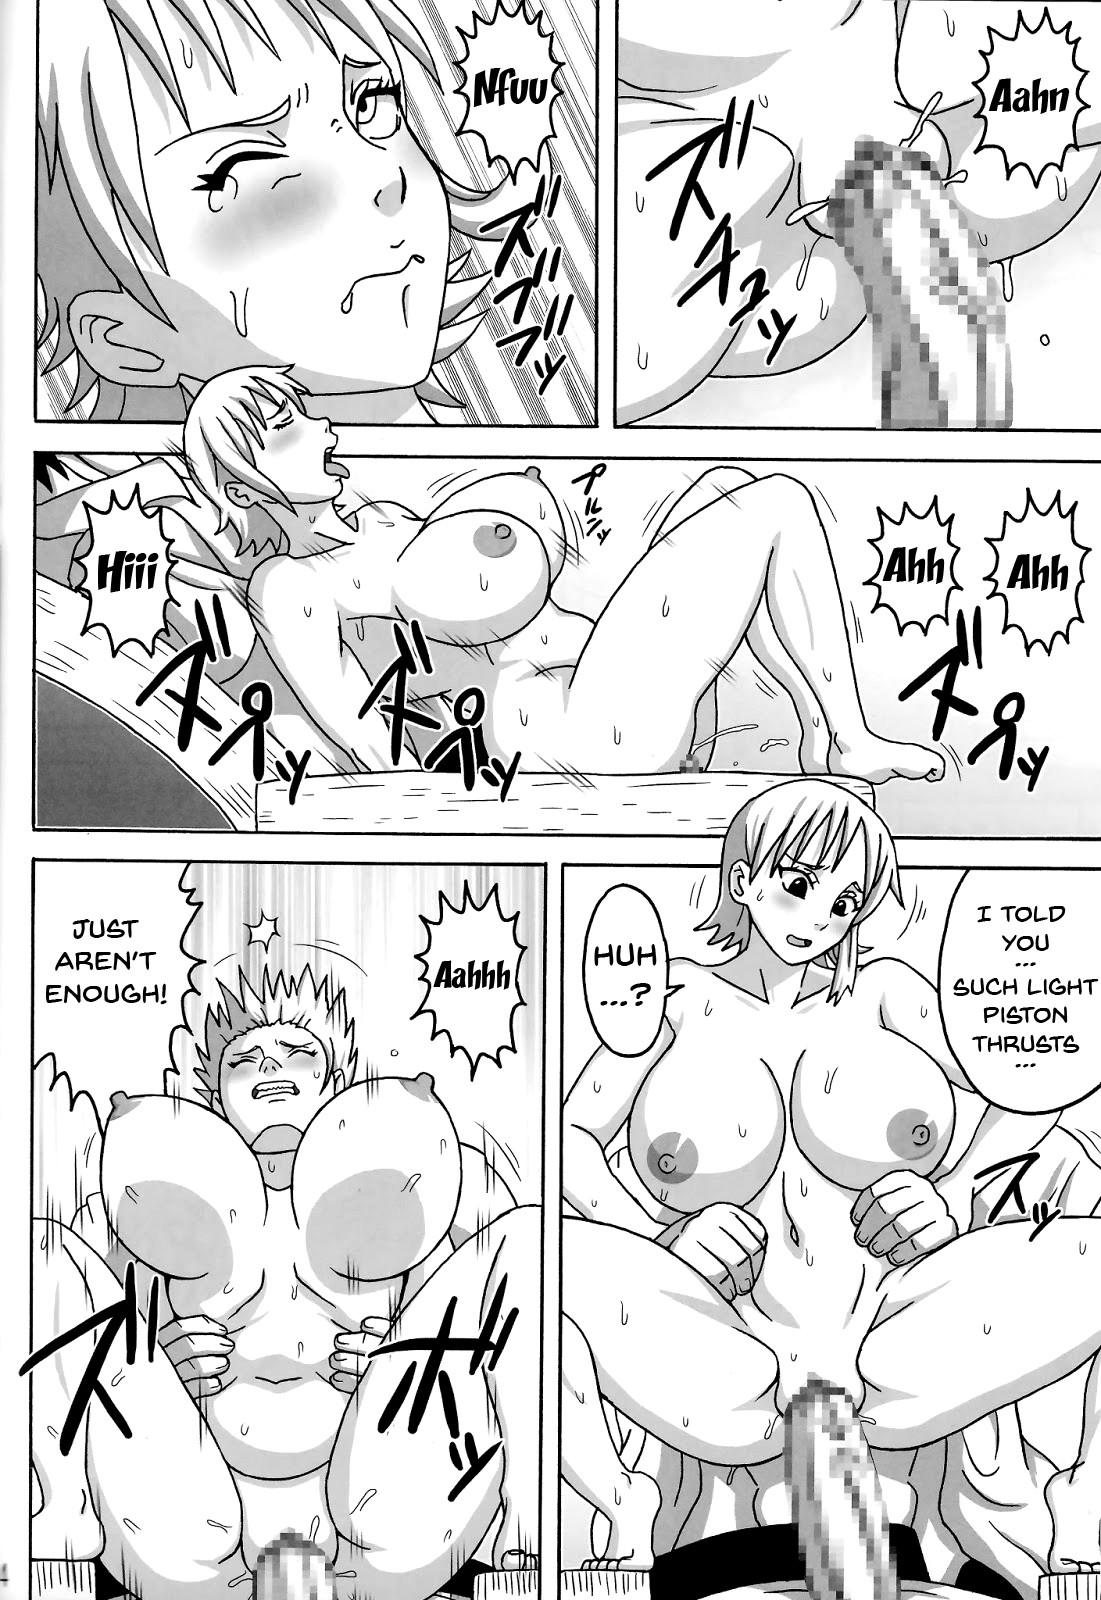 Aahn
ズ
チュッ
Nfuu
ズブブッ
プルンッ
Ahh
Ahh
Hiii
ズプッ
ズプッ
ズプッ
I TOLD
YOU
...
SUCH LIGHT
PISTON
THRUSTS
...
HUH
...?
ズッ
Aahhh
JUST
AREN'T
ENOUGH!
ズ
ボッ